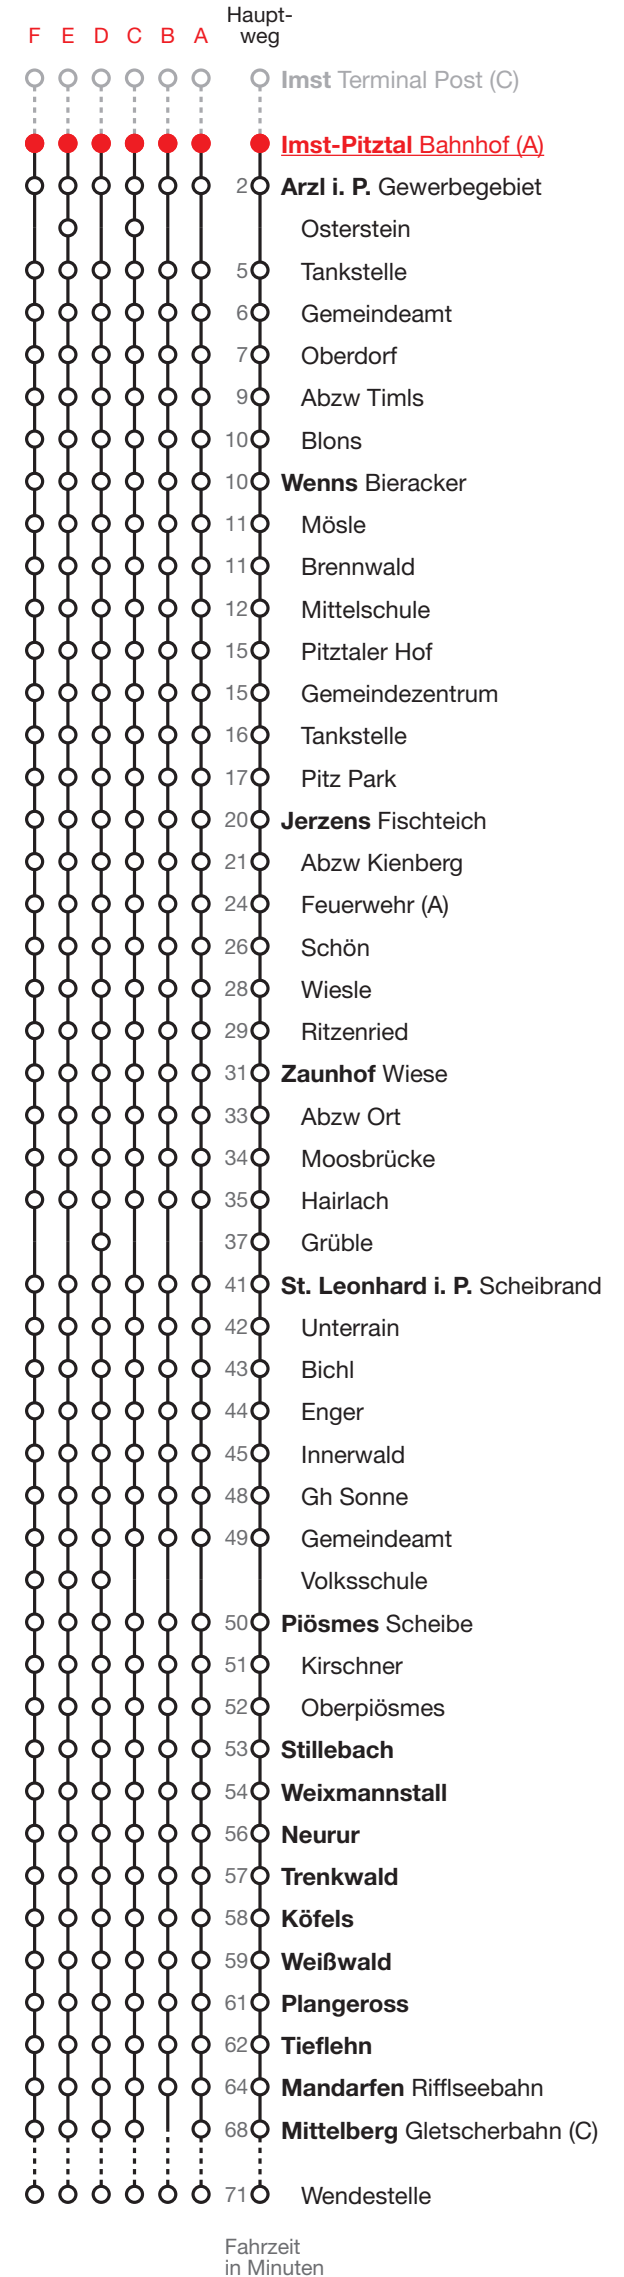 Haupt-
F E D C B A weg
Imst Terminal Post (C)
Imst-Pitztal Bahnhof (A)
2 Arzl i. P. Gewerbegebiet
Osterstein
5 Tankstelle
6 Gemeindeamt
7 Oberdorf
9 Abzw Timls
10 Blons
10 Wenns Bieracker
11 Mösle
11 Brennwald
12 Mittelschule
15 Pitztaler Hof
15 Gemeindezentrum
16 Tankstelle
17 Pitz Park
20 Jerzens Fischteich
21 Abzw Kienberg
24 Feuerwehr (A)
26 Schön
28 Wiesle
29 Ritzenried
31 Zaunhof Wiese
33 Abzw Ort
34 Moosbrücke
35 Hairlach
37 Grüble
41 St. Leonhard i. P. Scheibrand
42 Unterrain
43 Bichl
44 Enger
45 Innerwald
48 Gh Sonne
49 Gemeindeamt
Volksschule
50 Piösmes Scheibe
51 Kirschner
52 Oberpiösmes
53 Stillebach
54 Weixmannstall
56 Neurur
57 Trenkwald
58 Köfels
59 Weißwald
61 Plangeross
62 Tieflehn
64 Mandarfen Rifflseebahn
68 Mittelberg Gletscherbahn (C)
71 Wendestelle
Fahrzeit
in Minuten